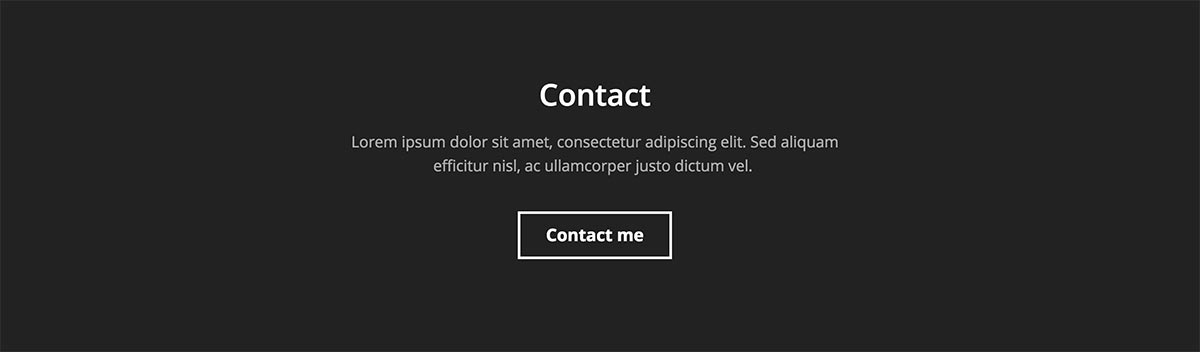 Contact
Lorem ipsum dolor sit amet, consectetur adipiscing elit. Sed aliquam
efficitur nisl, ac ullamcorper justo dictum vel.
Contact me